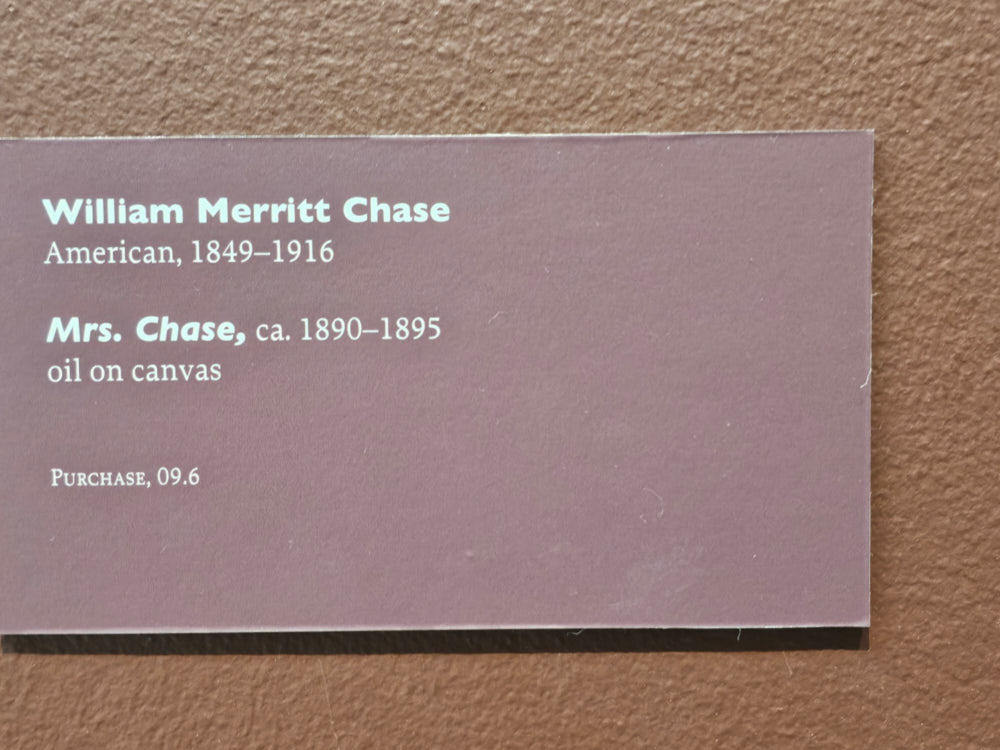 William Merritt Chase
American, 1849–1916
Mrs. Chase, ca. 1890–1895
oil on canvas
Purchase, 09.6